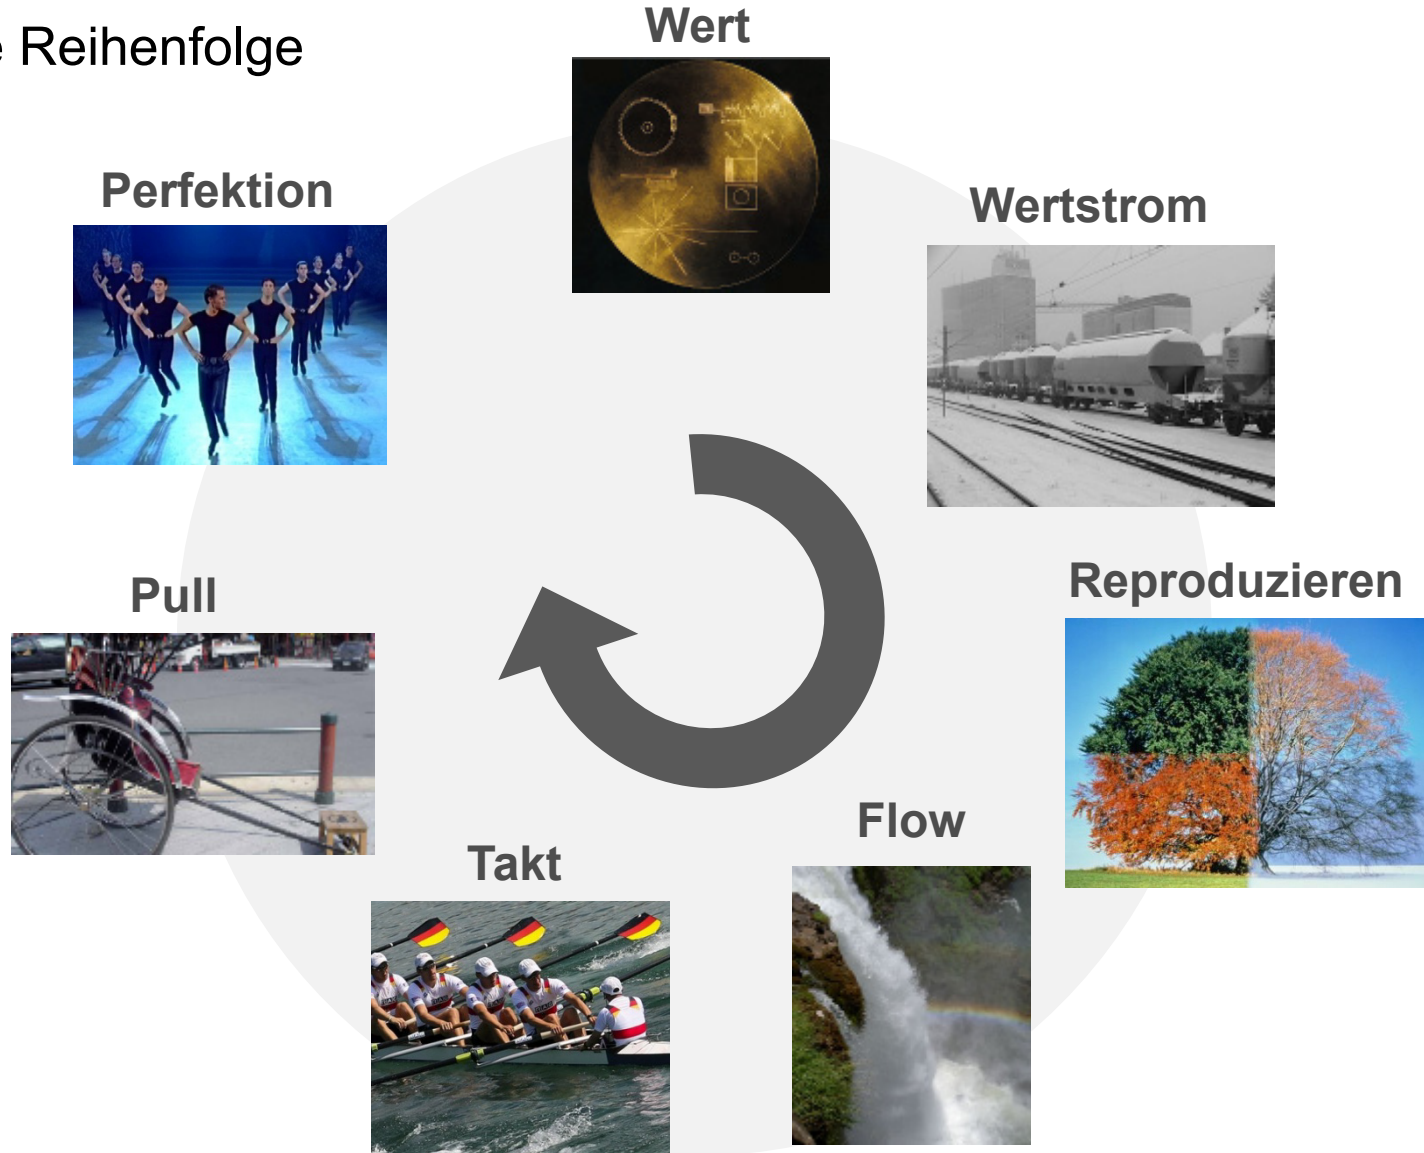 Reihenfolge
Wert
Perfektion
Wertstrom
Pull
Reproduzieren
Flow
Takt